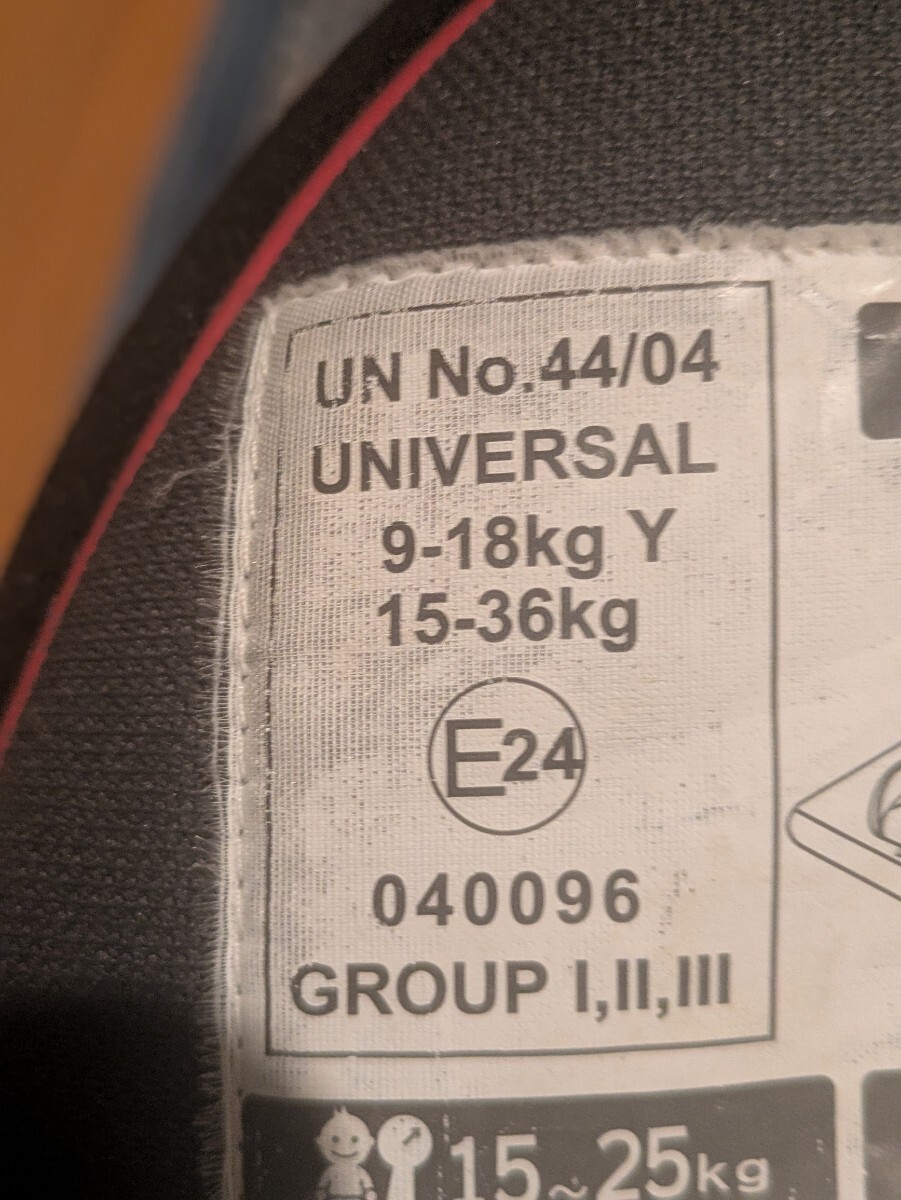 UN No.44/04
UNIVERSAL
9-18kg Y
15-36kg
E24
040096
GROUP I,II,III
15~25kg